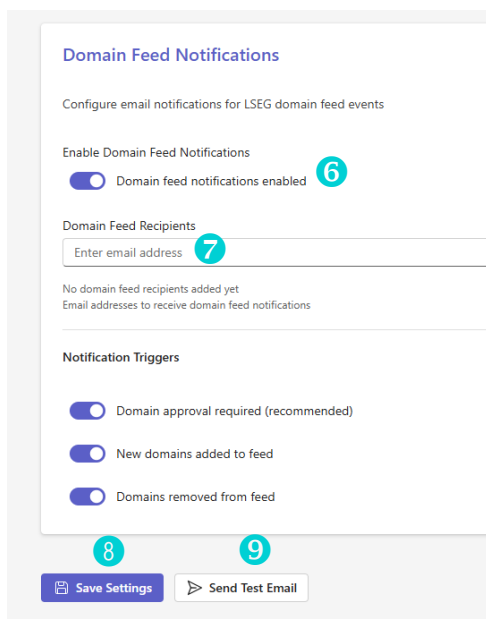 Domain Feed Notifications
Configure email notifications for LSEG domain feed events
Enable Domain Feed Notifications
Domain feed notifications enabled 6
Domain Feed Recipients
Enter email address 7
No domain feed recipients added yet
Email addresses to receive domain feed notifications
Notification Triggers
Domain approval required (recommended)
New domains added to feed
Domains removed from feed
8 9
Save Settings Send Test Email